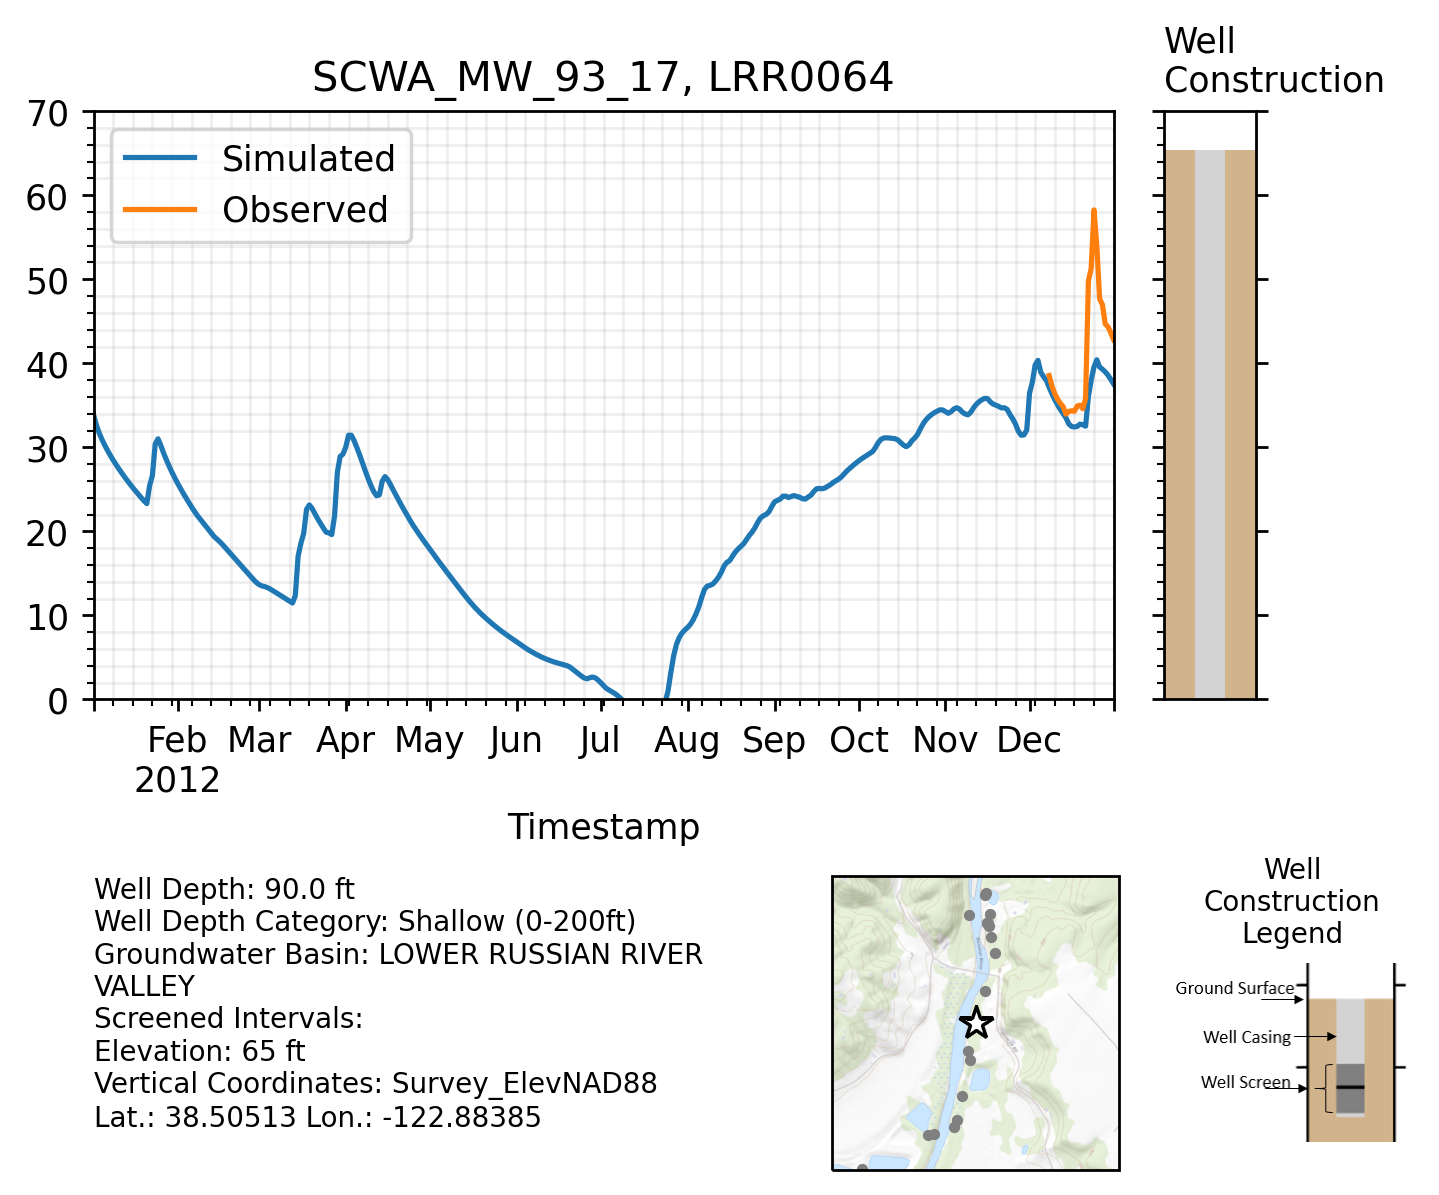 Well
Construction
SCWA_MW_93_17, LRR0064
Simulated
Observed
70
60
50
40
30
20
10
0
Feb Mar Apr May Jun Jul Aug Sep Oct Nov Dec
2012
Timestamp
Well Depth: 90.0 ft
Well Depth Category: Shallow (0-200ft)
Groundwater Basin: LOWER RUSSIAN RIVER
VALLEY
Screened Intervals:
Elevation: 65 ft
Vertical Coordinates: Survey_ElevNAD88
Lat.: 38.50513 Lon.: -122.88385
Well
Construction
Legend
Ground Surface
Well Casing
Well Screen